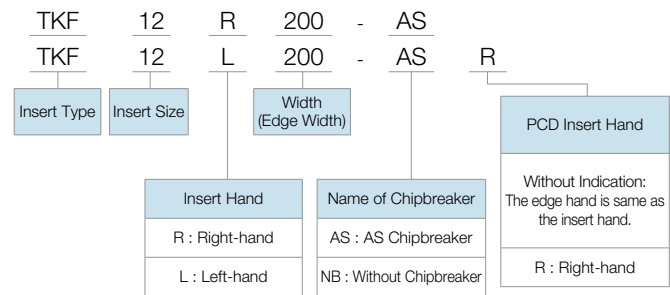 TKF 12 R 200 - AS
TKF 12 L 200 - AS R
Insert Type
Insert Size
Width
(Edge Width)
PCD Insert Hand
Without Indication:
The edge hand is same as
the insert hand.
R : Right-hand
Insert Hand
R : Right-hand
L : Left-hand
Name of Chipbreaker
AS : AS Chipbreaker
NB : Without Chipbreaker